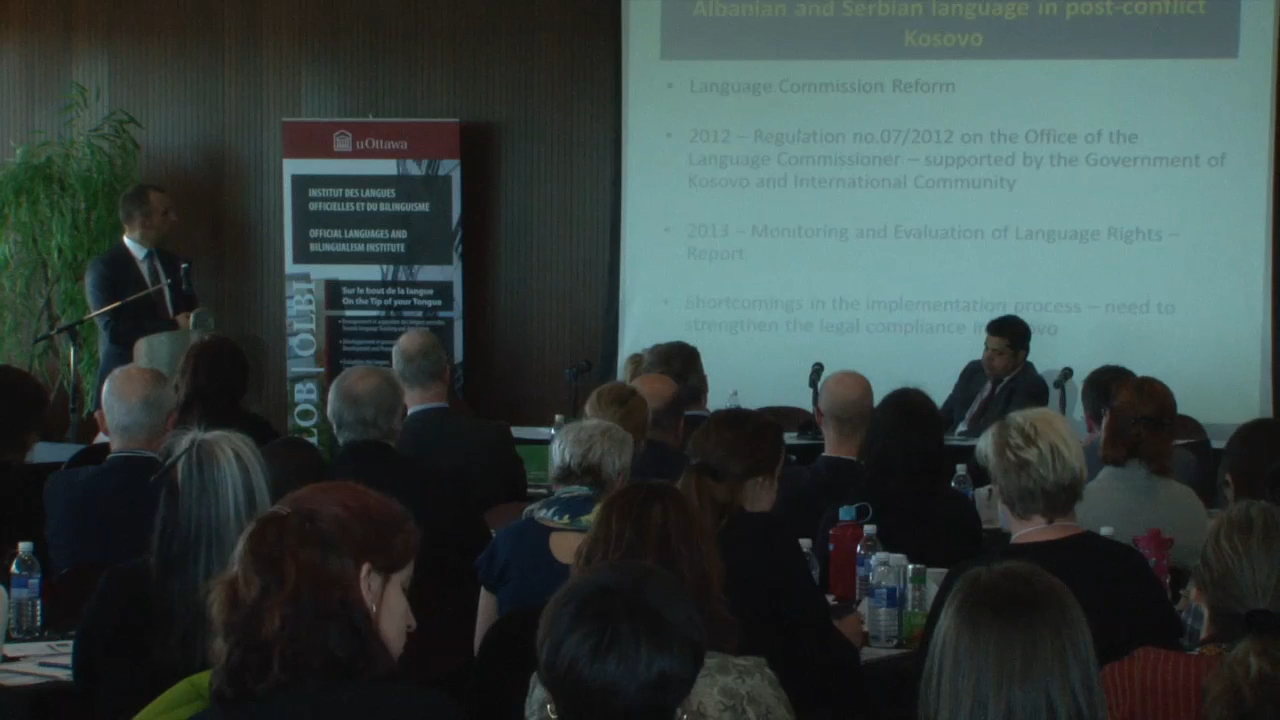 Albanian and Serbian language in post-conflict
Kosovo
• Language Commission Reform
• 2012 – Regulation no.07/2012 on the Office of the
Language Commissioner – supported by the Government of
Kosovo and International Community
• 2013 – Monitoring and Evaluation of Language Rights –
Report
• Shortcomings in the implementation process – need to
strengthen the legal compliance in
uOttawa
INSTITUT DES LANGUES
OFFICIELLES ET DU BILINGUISME
OFFICIAL LANGUAGES AND
BILINGUALISM INSTITUTE
Sur le bout de la langue
On the Tip of your Tongue
LOB | OLBI